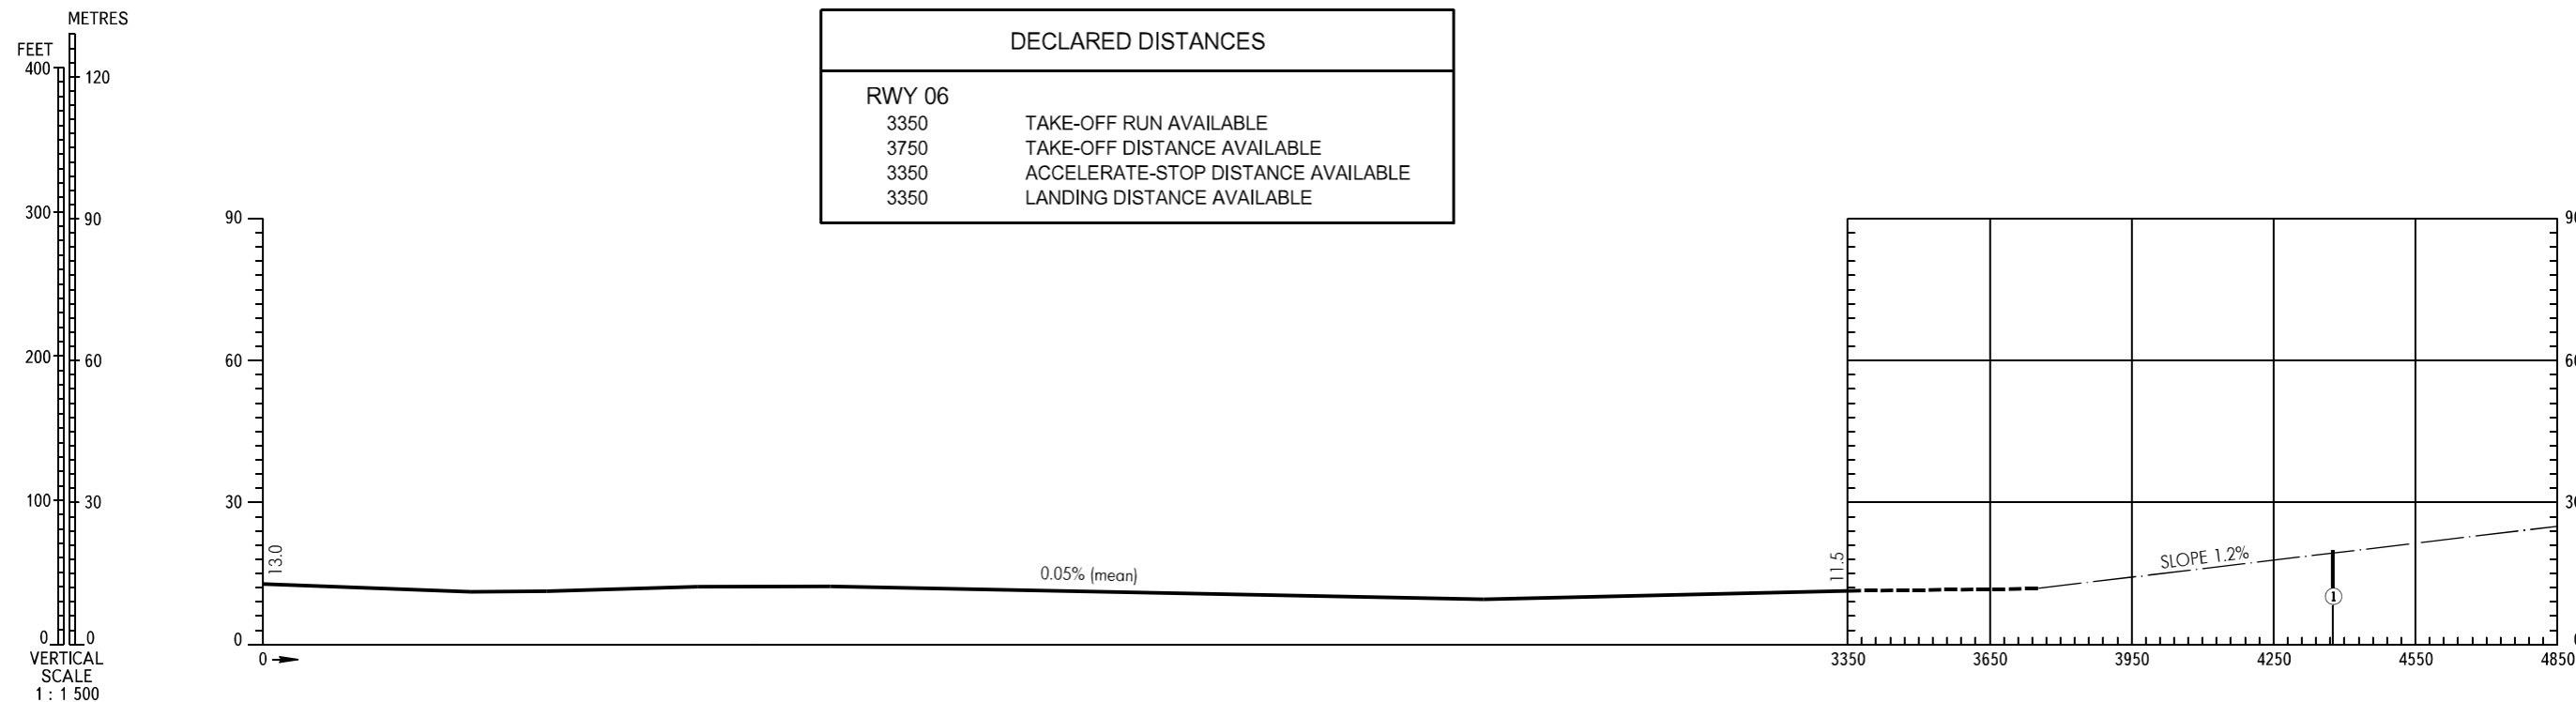 METRES
FEET
400
120
300
90
200
60
100
30
0
0
VERTICAL
SCALE
1 : 1 500
DECLARED DISTANCES
RWY 06
3350 TAKE-OFF RUN AVAILABLE
3750 TAKE-OFF DISTANCE AVAILABLE
3350 ACCELERATE-STOP DISTANCE AVAILABLE
3350 LANDING DISTANCE AVAILABLE
90
60
30
0
13.0
0.05% (mean)
11.5
SLOPE 1.2%
1
0
3350 3650 3950 4250 4550 4850